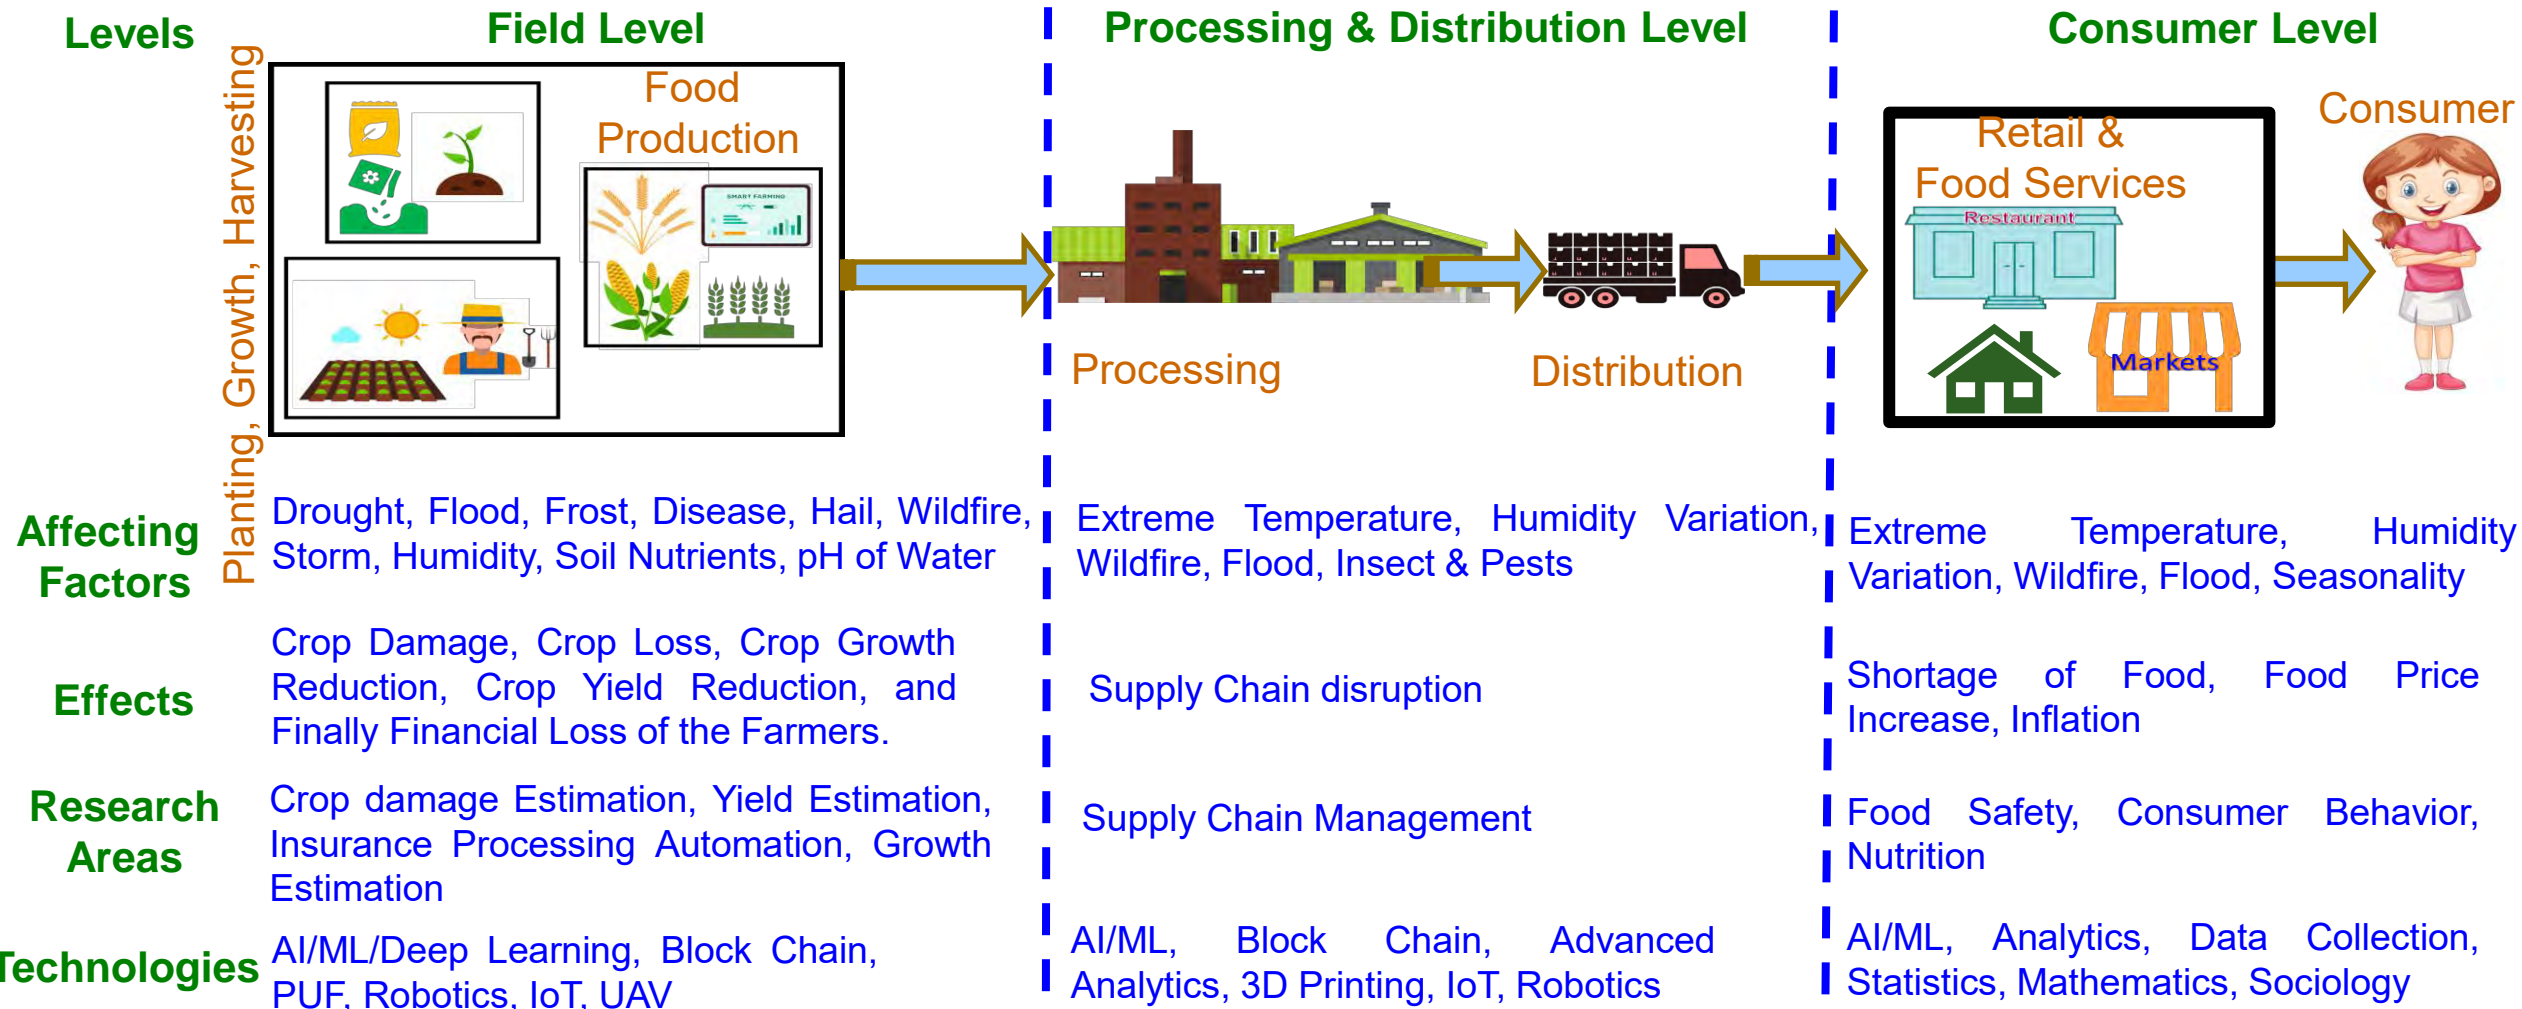 Levels
Field Level
Processing & Distribution Level
Consumer Level
Planting, Growth, Harvesting
Food
Production
SMART FARMING
Processing
Distribution
Retail &
Food Services
Restaurant
Markets
Consumer
Affecting
Factors
Drought, Flood, Frost, Disease, Hail, Wildfire,
Storm, Humidity, Soil Nutrients, pH of Water
Extreme Temperature, Humidity Variation,
Wildfire, Flood, Insect & Pests
Extreme Temperature, Humidity
Variation, Wildfire, Flood, Seasonality
Effects
Crop Damage, Crop Loss, Crop Growth
Reduction, Crop Yield Reduction, and
Finally Financial Loss of the Farmers.
Supply Chain disruption
Shortage of Food, Food Price
Increase, Inflation
Research
Areas
Crop damage Estimation, Yield Estimation,
Insurance Processing Automation, Growth
Estimation
Supply Chain Management
Food Safety, Consumer Behavior,
Nutrition
Technologies
AI/ML/Deep Learning, Block Chain,
PUF, Robotics, IoT, UAV
AI/ML, Block Chain, Advanced
Analytics, 3D Printing, IoT, Robotics
AI/ML, Analytics, Data Collection,
Statistics, Mathematics, Sociology